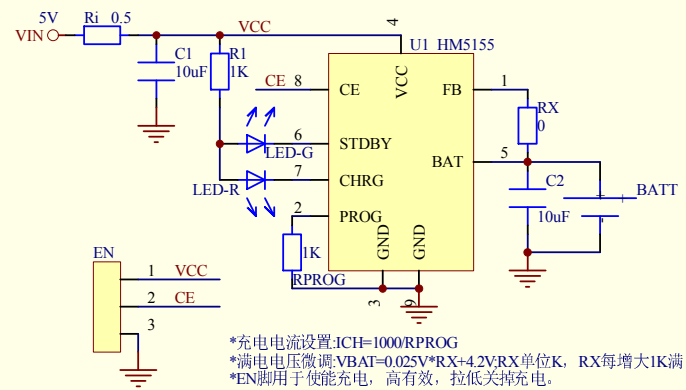 5V
Ri 0.5
VIN
VCC
4
U1 HM5155
C1
10uF
R1
1K
CE
8
CE
VCC
FB
1
RX
0
6
STDBY
LED-G
BAT
5
7
CHRG
LED-R
C2
10uF
BATT
2
PROG
1K
RPROG
GND
GND
3
9
EN
1
VCC
2
CE
3
*充电电流设置:ICH=1000/RPROG
*满电电压微调:VBAT=0.025V*RX+4.2V;RX单位K，RX每增大1K满
*EN脚用于使能充电，高有效，拉低关掉充电。